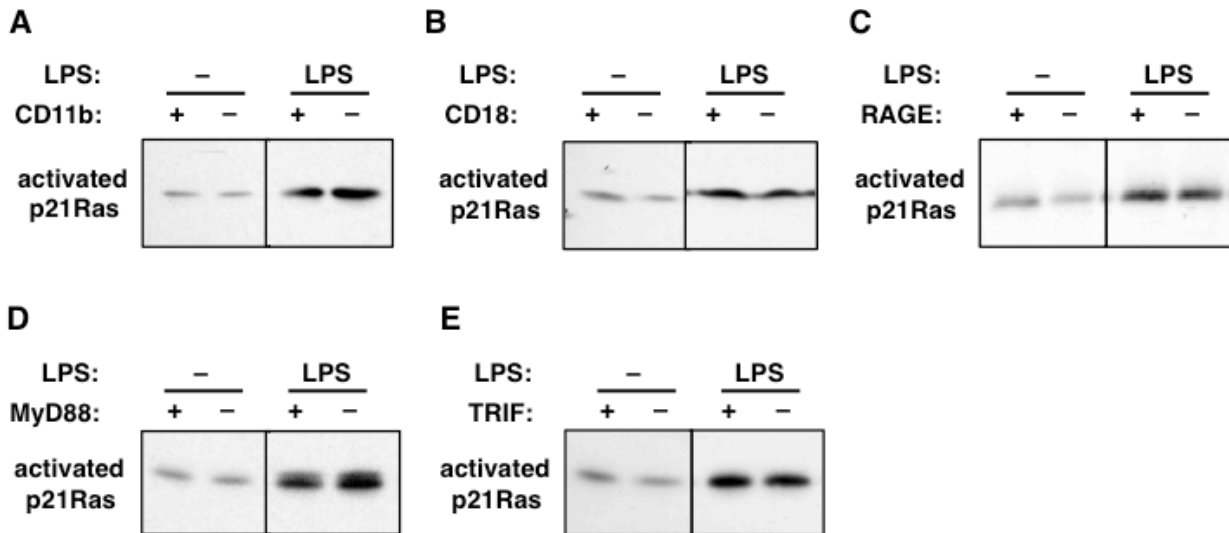 A
LPS: – LPS
CD11b: + – + –
activated
p21Ras
B
LPS: – LPS
CD18: + – + –
activated
p21Ras
C
LPS: – LPS
RAGE: + – + –
activated
p21Ras
D
LPS: – LPS
MyD88: + – + –
activated
p21Ras
E
LPS: – LPS
TRIF: + – + –
activated
p21Ras